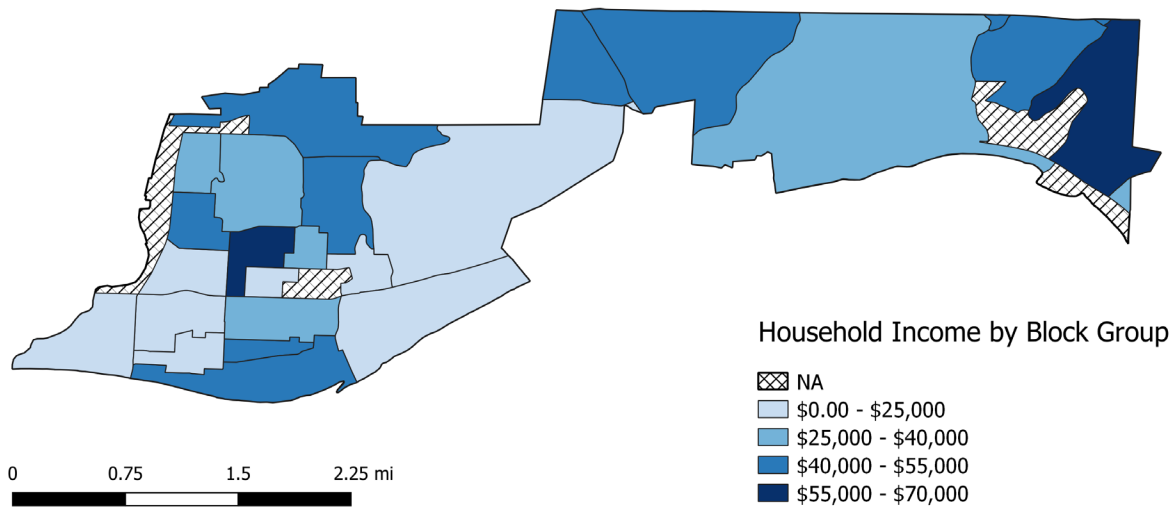 Household Income by Block Group
NA
$0.00 - $25,000
$25,000 - $40,000
$40,000 - $55,000
$55,000 - $70,000
0 0.75 1.5 2.25 mi